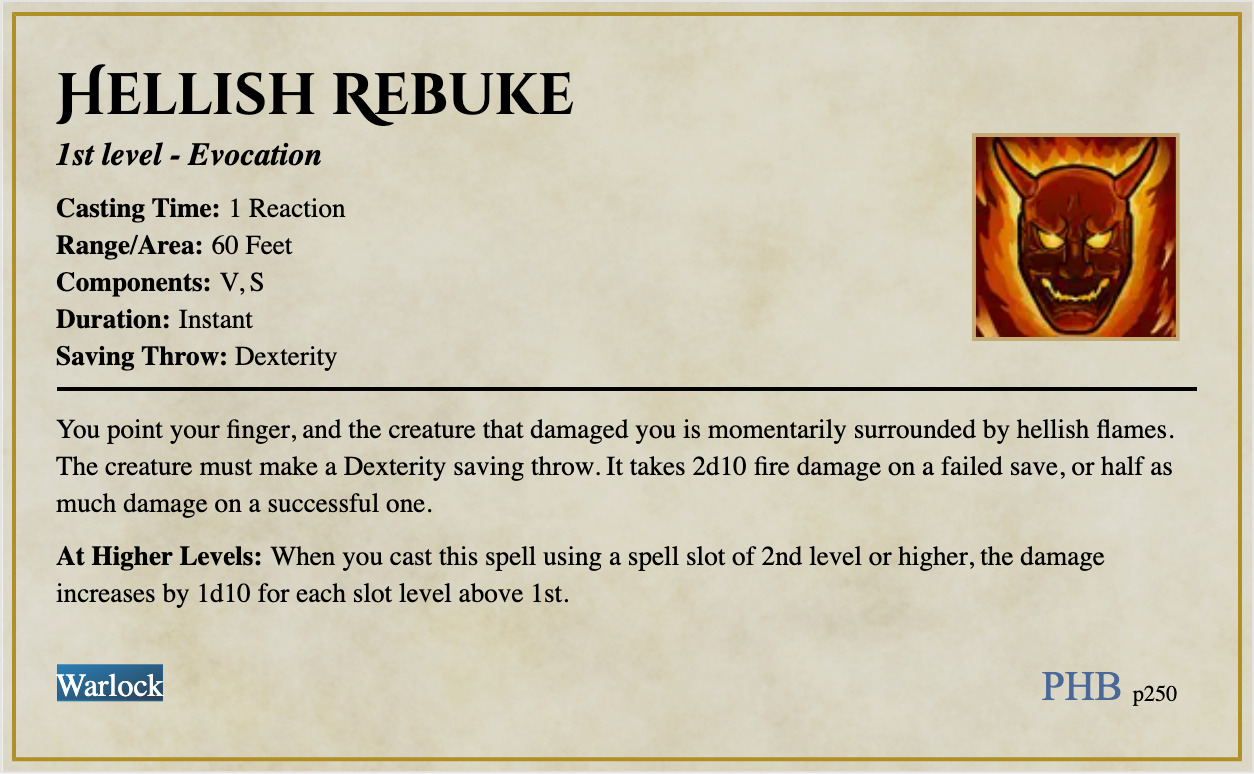 Hellish Rebuke
1st level - Evocation
Casting Time: 1 Reaction
Range/Area: 60 Feet
Components: V, S
Duration: Instant
Saving Throw: Dexterity
You point your finger, and the creature that damaged you is momentarily surrounded by hellish flames.
The creature must make a Dexterity saving throw. It takes 2d10 fire damage on a failed save, or half as
much damage on a successful one.
At Higher Levels: When you cast this spell using a spell slot of 2nd level or higher, the damage
increases by 1d10 for each slot level above 1st.
Warlock
PHB p250